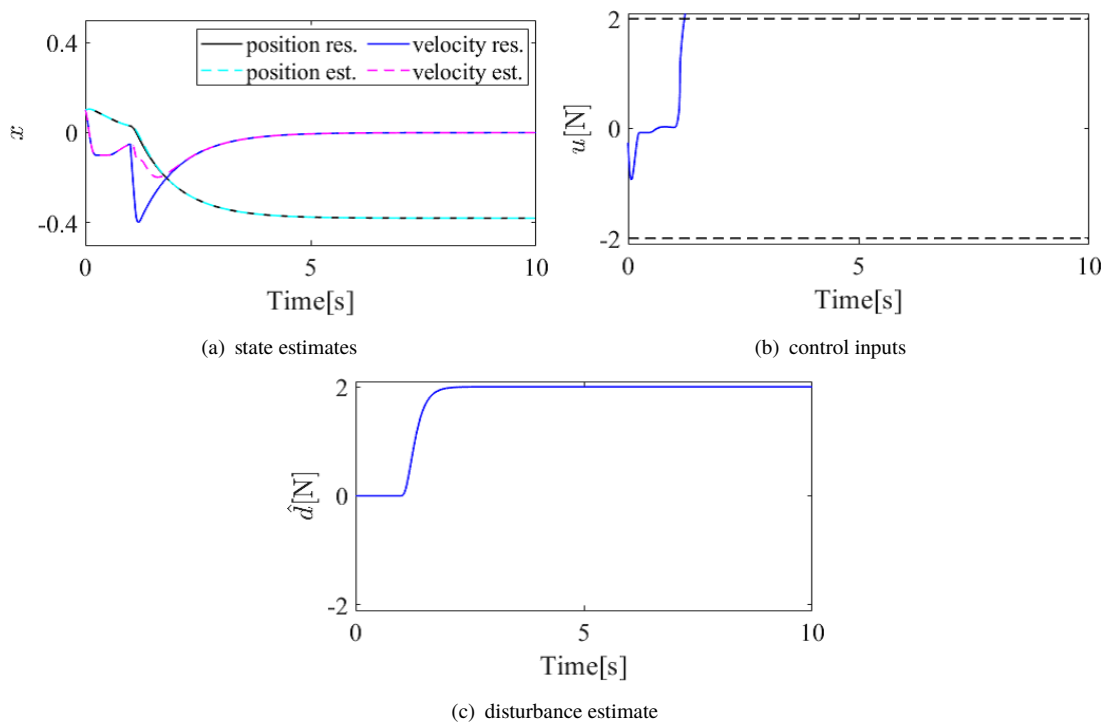 0.4
0
-0.4
x
position res.
velocity res.
position est.
velocity est.
0
5
10
Time[s]
(a) state estimates
2
0
-2
u[N]
0
5
10
Time[s]
(b) control inputs
2
0
-2
d̂[N]
0
5
10
Time[s]
(c) disturbance estimate